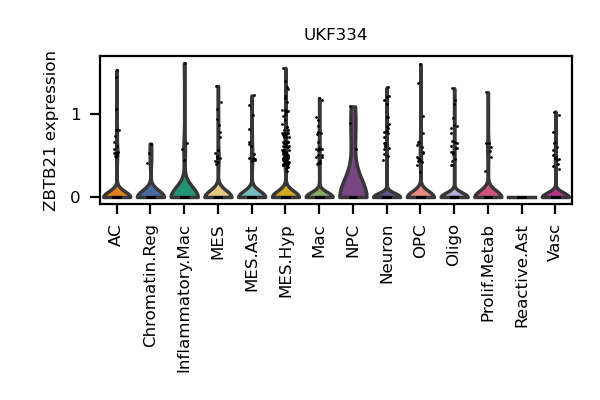 UKF334
ZBTB21 expression
1
0
AC
Chromatin.Reg
Inflammatory.Mac
MES
MES.Ast
MES.Hyp
Mac
NPC
Neuron
OPC
Oligo
Prolif.Metab
Reactive.Ast
Vasc